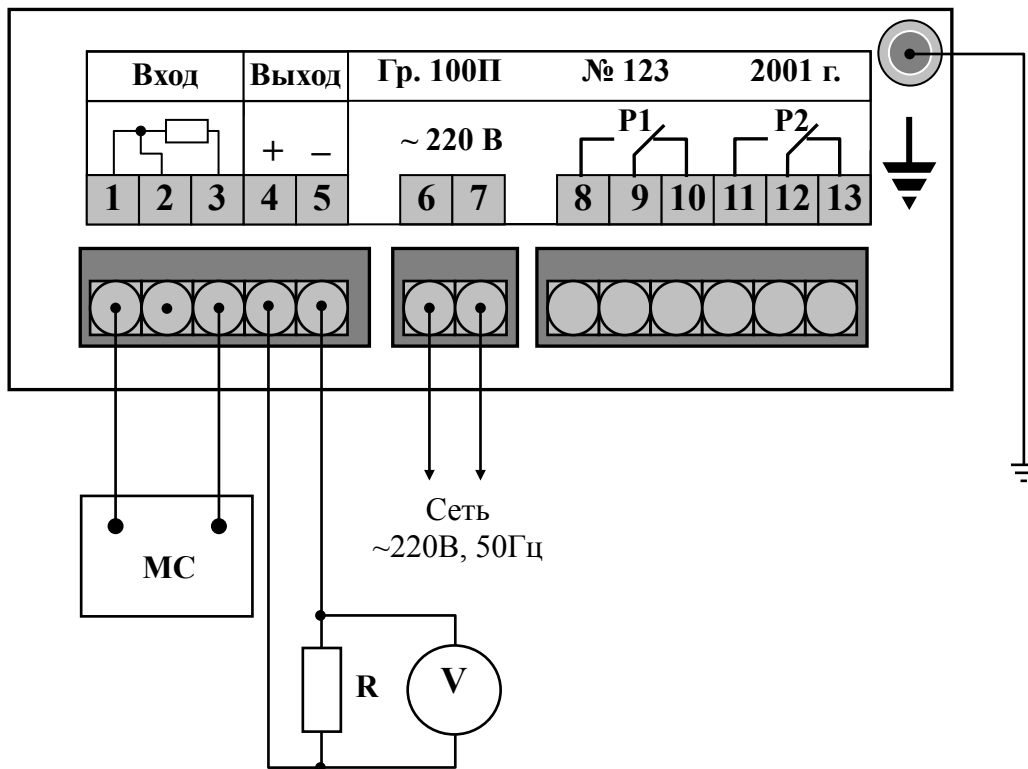 Вход Выход Гр. 100П № 123 2001 г.
+ – ~ 220 В Р1 Р2
1 2 3 4 5 6 7 8 9 10 11 12 13
Сеть
~220В, 50Гц
МС
R V